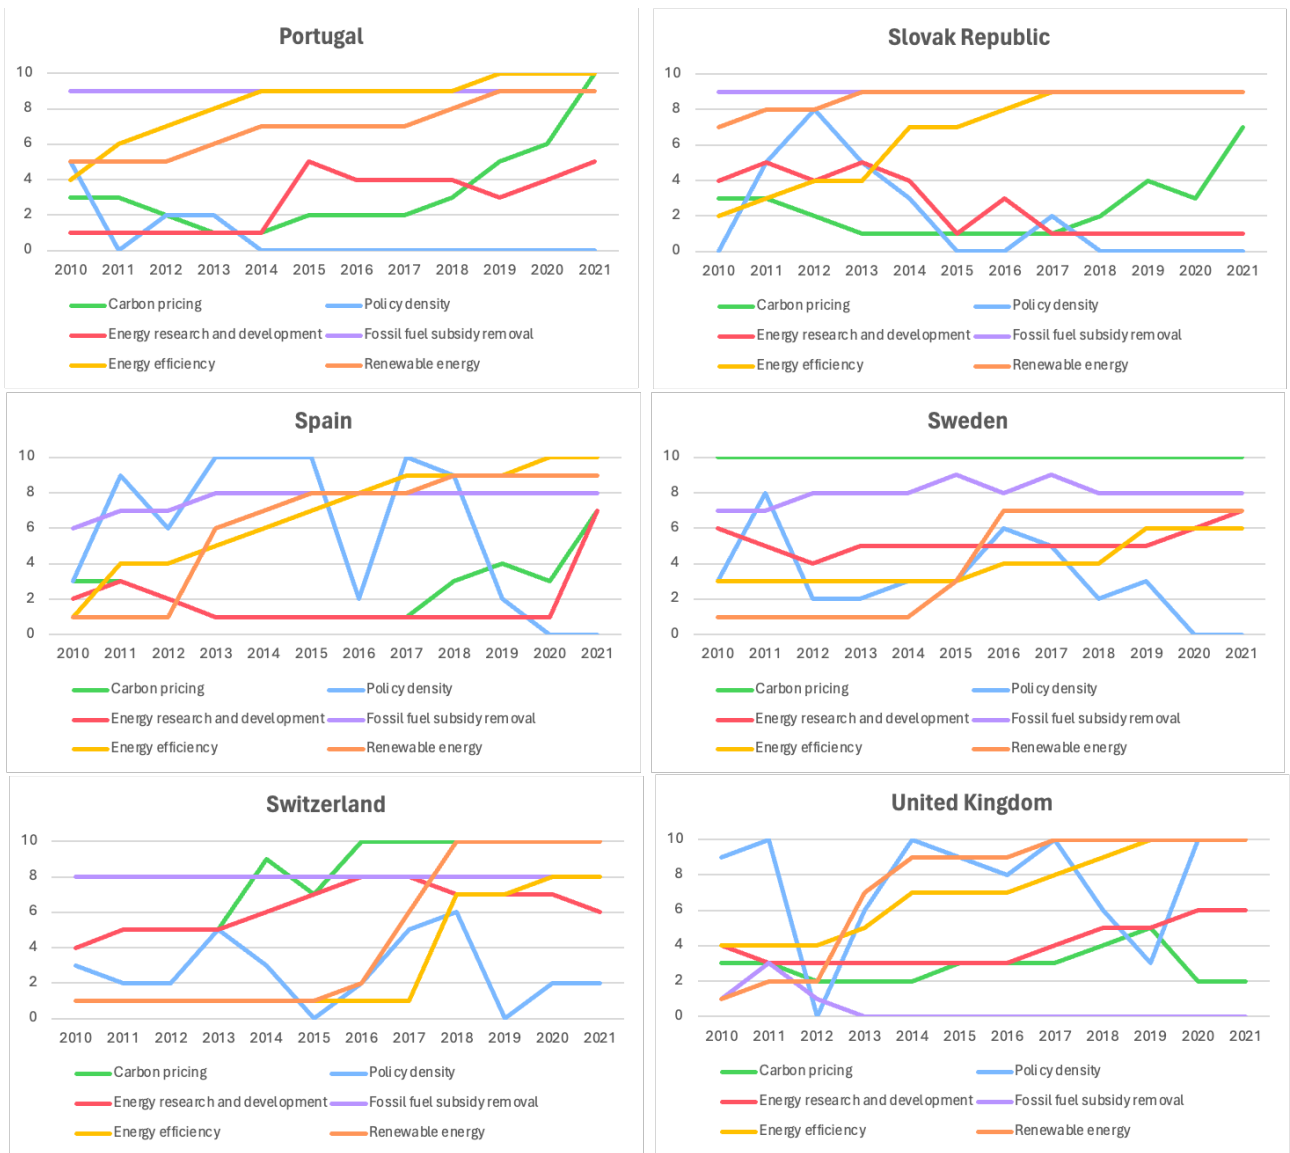 Portugal
10
8
6
4
2
0
2010 2011 2012 2013 2014 2015 2016 2017 2018 2019 2020 2021
Carbon pricing Policy density
Energy research and development Fossil fuel subsidy removal
Energy efficiency Renewable energy
Slovak Republic
10
8
6
4
2
0
2010 2011 2012 2013 2014 2015 2016 2017 2018 2019 2020 2021
Carbon pricing Policy density
Energy research and development Fossil fuel subsidy removal
Energy efficiency Renewable energy
Spain
10
8
6
4
2
0
2010 2011 2012 2013 2014 2015 2016 2017 2018 2019 2020 2021
Carbon pricing Policy density
Energy research and development Fossil fuel subsidy removal
Energy efficiency Renewable energy
Sweden
10
8
6
4
2
0
2010 2011 2012 2013 2014 2015 2016 2017 2018 2019 2020 2021
Carbon pricing Policy density
Energy research and development Fossil fuel subsidy removal
Energy efficiency Renewable energy
Switzerland
10
8
6
4
2
0
2010 2011 2012 2013 2014 2015 2016 2017 2018 2019 2020 2021
Carbon pricing Policy density
Energy research and development Fossil fuel subsidy removal
Energy efficiency Renewable energy
United Kingdom
10
8
6
4
2
0
2010 2011 2012 2013 2014 2015 2016 2017 2018 2019 2020 2021
Carbon pricing Policy density
Energy research and development Fossil fuel subsidy removal
Energy efficiency Renewable energy